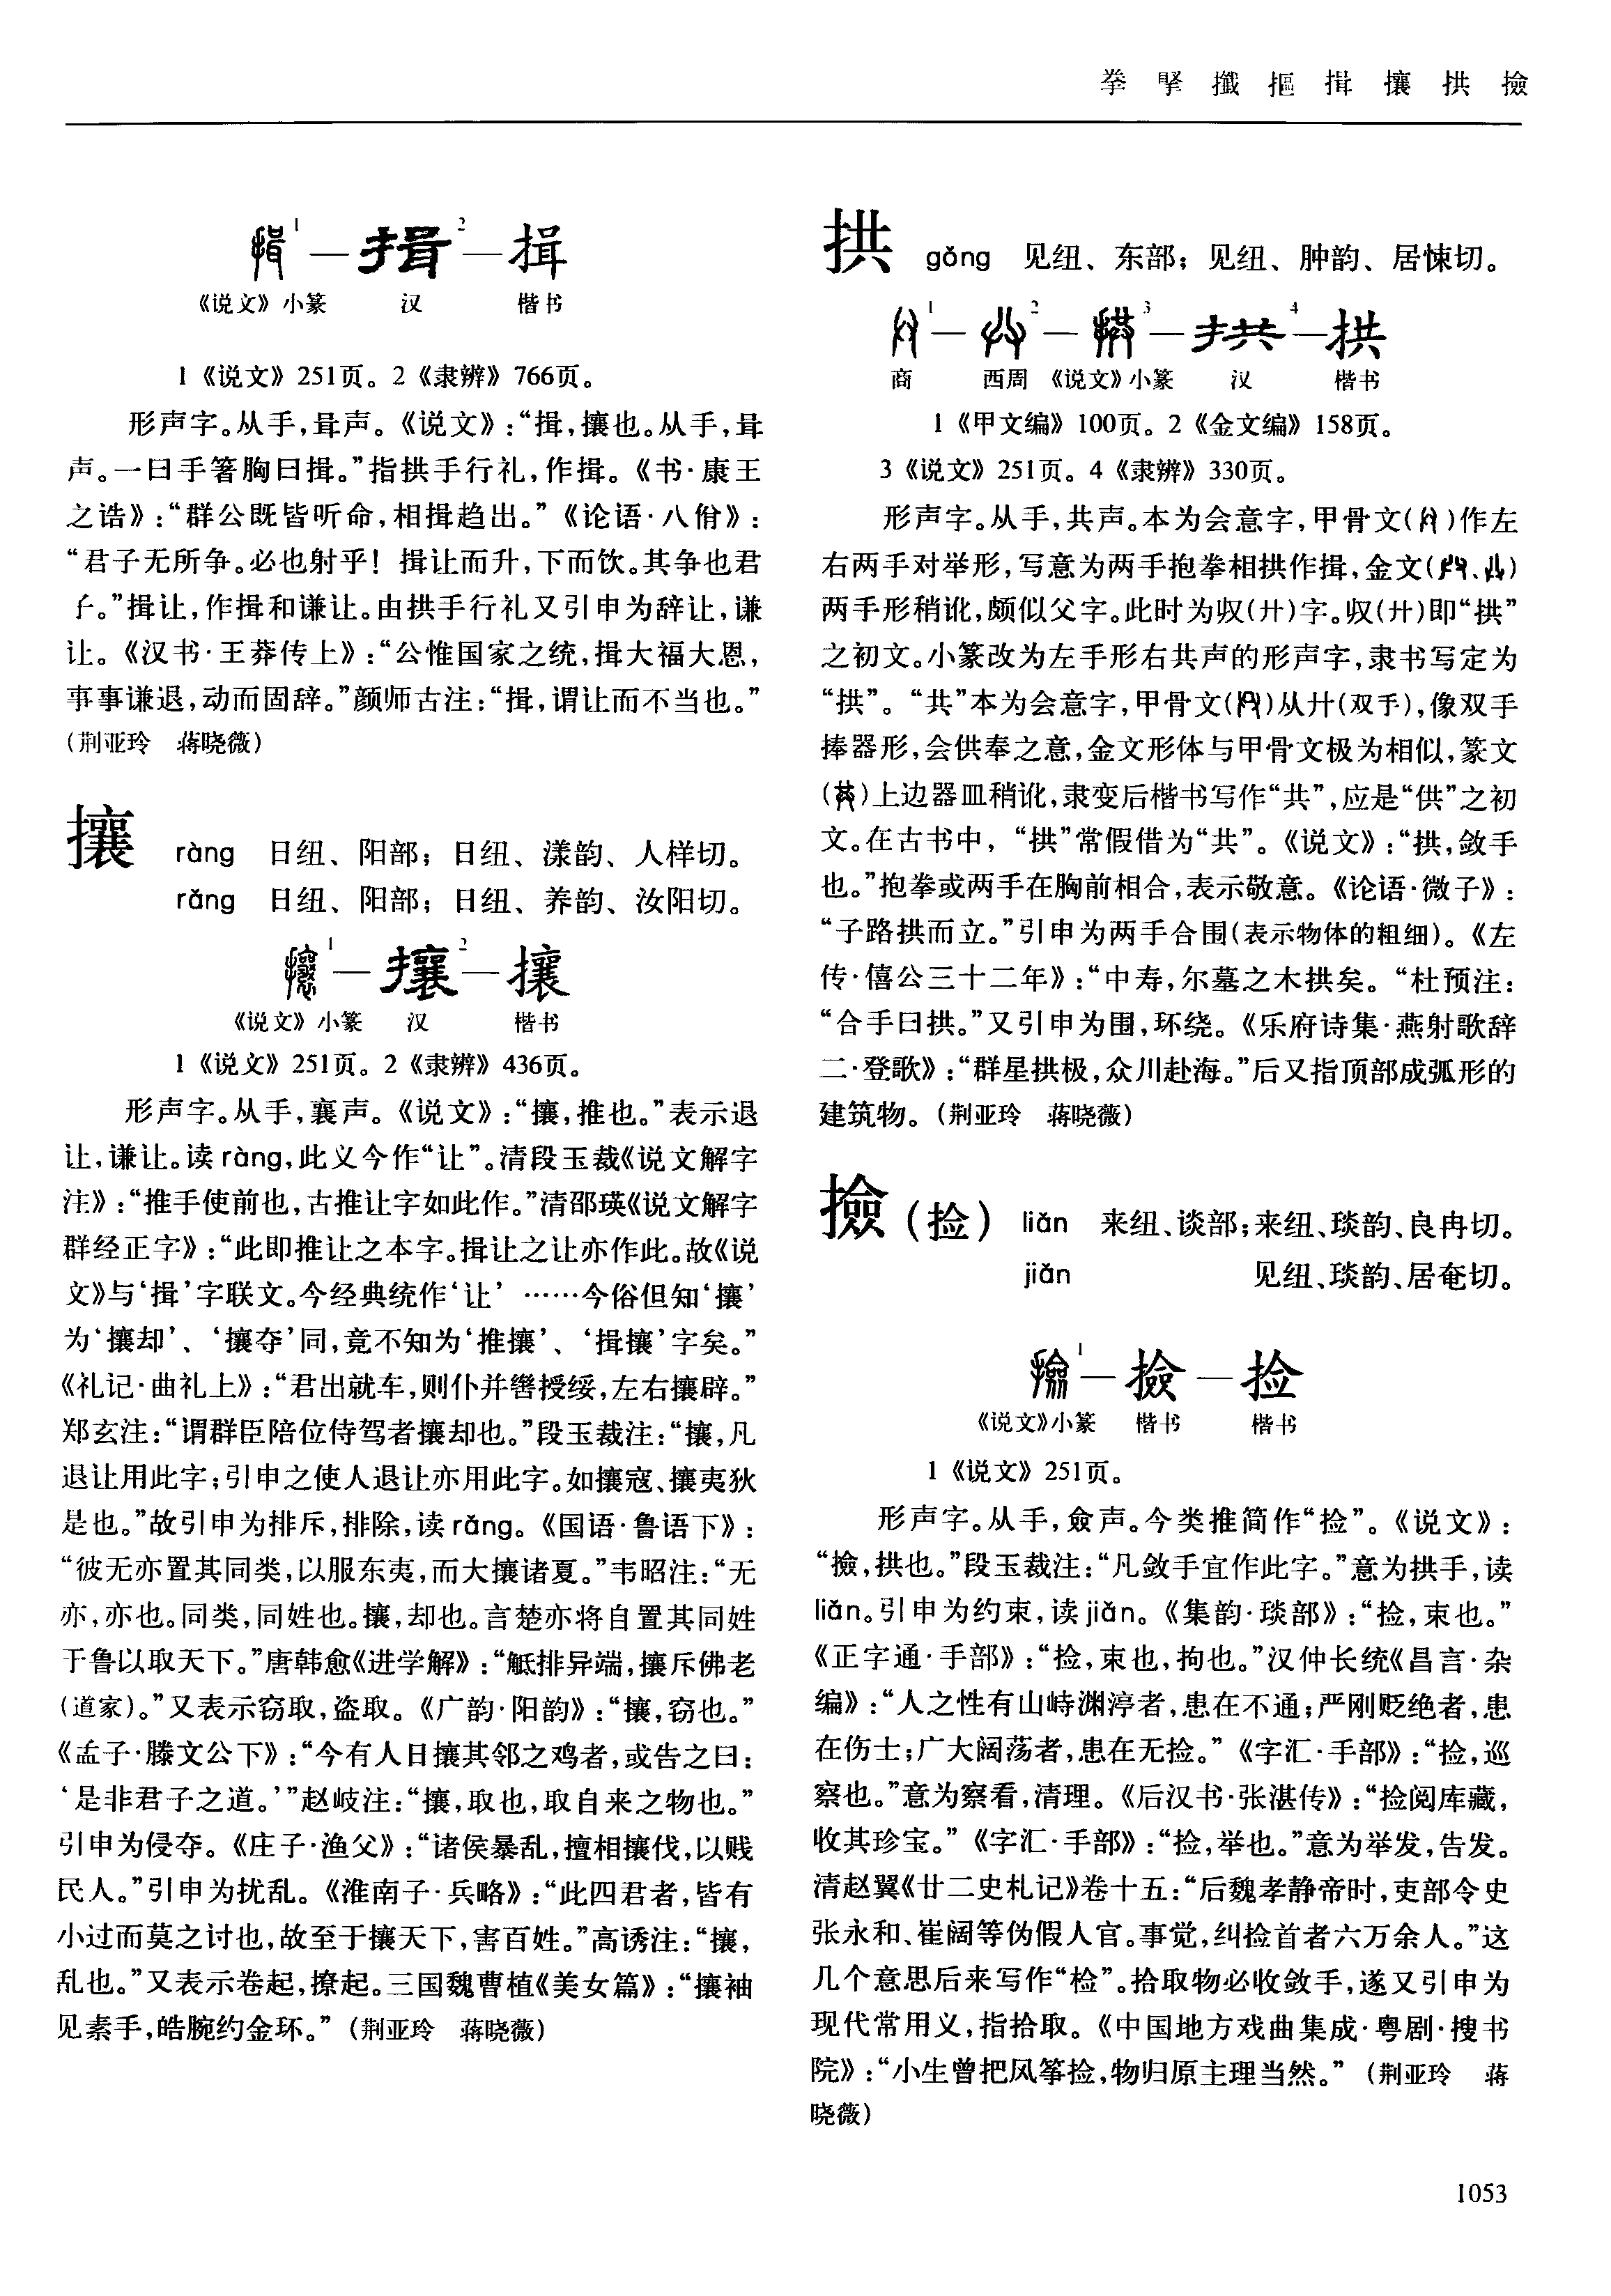 拳 掔 攕 摳 揖 攘 拱 撿
1 — 揖2 — 揖
《说文》小篆 汉 楷书
1《说文》251页。2《隶辨》766页。
形声字。从手,咠声。《说文》:“揖,攘也。从手,咠
声。一曰手箸胸曰揖。”指拱手行礼,作揖。《书·康王
之诰》:“群公既皆听命,相揖趋出。”《论语·八佾》:
“君子无所争。必也射乎！揖让而升,下而饮。其争也君
子。”揖让,作揖和谦让。由拱手行礼又引申为辞让,谦
让。《汉书·王莽传上》:“公惟国家之统,揖大福大恩,
事事谦退,动而固辞。”颜师古注:“揖,谓让而不当也。”
(荆亚玲 蒋晓薇)
攘 ràng 日纽、阳部；日纽、漾韵、人样切。
rǎng 日纽、阳部；日纽、养韵、汝阳切。
1 — 攘2 — 攘
《说文》小篆 汉 楷书
1《说文》251页。2《隶辨》436页。
形声字。从手,襄声。《说文》:“攘,推也。”表示退
让,谦让。读ràng,此义今作“让”。清段玉裁《说文解字
注》:“推手使前也,古推让字如此作。”清邵瑛《说文解字
群经正字》:“此即推让之本字。揖让之让亦作此。故《说
文》与‘揖’字联文。今经典统作‘让’……今俗但知‘攘’
为‘攘却’、‘攘夺’同,竟不知为‘推攘’、‘揖攘’字矣。”
《礼记·曲礼上》:“君出就车,则仆并辔授绥,左右攘辟。”
郑玄注:“谓群臣陪位侍驾者攘却也。”段玉裁注:“攘,凡
退让用此字;引申之使人退让亦用此字。如攘寇、攘夷狄
是也。”故引申为排斥,排除,读rǎng。《国语·鲁语下》:
“彼无亦置其同类,以服东夷,而大攘诸夏。”韦昭注:“无
亦,亦也。同类,同姓也。攘,却也。言楚亦将自置其同姓
于鲁以取天下。”唐韩愈《进学解》:“觝排异端,攘斥佛老
(道家)。”又表示窃取,盗取。《广韵·阳韵》:“攘,窃也。”
《孟子·滕文公下》:“今有人日攘其邻之鸡者,或告之曰:
‘是非君子之道。’”赵岐注:“攘,取也,取自来之物也。”
引申为侵夺。《庄子·渔父》:“诸侯暴乱,擅相攘伐,以贱
民人。”引申为扰乱。《淮南子·兵略》:“此四君者,皆有
小过而莫之讨也,故至于攘天下,害百姓。”高诱注:“攘,
乱也。”又表示卷起,撩起。三国魏曹植《美女篇》:“攘袖
见素手,皓腕约金环。”(荆亚玲 蒋晓薇)
拱 gǒng 见纽、东部；见纽、肿韵、居悚切。
1 — 2 — 3 — 拱4 — 拱
商 西周 《说文》小篆 汉 楷书
1《甲文编》100页。2《金文编》158页。
3《说文》251页。4《隶辨》330页。
形声字。从手,共声。本为会意字,甲骨文( )作左
右两手对举形,写意为两手抱拳相拱作揖,金文( 、 )
两手形稍讹,颇似父字。此时为収(廾)字。収(廾)即“拱”
之初文。小篆改为左手形右共声的形声字,隶书写定为
“拱”。“共”本为会意字,甲骨文( )从廾(双手),像双手
捧器形,会供奉之意,金文形体与甲骨文极为相似,篆文
( )上边器皿稍讹,隶变后楷书写作“共”,应是“供”之初
文。在古书中,“拱”常假借为“共”。《说文》:“拱,敛手
也。”抱拳或两手在胸前相合,表示敬意。《论语·微子》:
“子路拱而立。”引申为两手合围(表示物体的粗细)。《左
传·僖公三十二年》:“中寿,尔墓之木拱矣。“杜预注:
“合手曰拱。”又引申为围,环绕。《乐府诗集·燕射歌辞
二·登歌》:“群星拱极,众川赴海。”后又指顶部成弧形的
建筑物。(荆亚玲 蒋晓薇)
撿(捡) liǎn 来纽、谈部;来纽、琰韵、良冉切。
jiǎn 见纽、琰韵、居奄切。
1 — 撿 — 捡
《说文》小篆 楷书 楷书
1《说文》251页。
形声字。从手,僉声。今类推简作“捡”。《说文》:
“撿,拱也。”段玉裁注:“凡敛手宜作此字。”意为拱手,读
liǎn。引申为约束,读jiǎn。《集韵·琰部》:“捡,束也。”
《正字通·手部》:“捡,束也,拘也。”汉仲长统《昌言·杂
编》:“人之性有山峙渊渟者,患在不通;严刚贬绝者,患
在伤士;广大阔荡者,患在无捡。”《字汇·手部》:“捡,巡
察也。”意为察看,清理。《后汉书·张湛传》:“捡阅库藏,
收其珍宝。”《字汇·手部》:“捡,举也。”意为举发,告发。
清赵翼《廿二史札记》卷十五:“后魏孝静帝时,吏部令史
张永和、崔阔等伪假人官。事觉,纠捡首者六万余人。”这
几个意思后来写作“检”。拾取物必收敛手,遂又引申为
现代常用义,指拾取。《中国地方戏曲集成·粤剧·搜书
院》:“小生曾把风筝捡,物归原主理当然。”(荆亚玲 蒋
晓薇)
1053